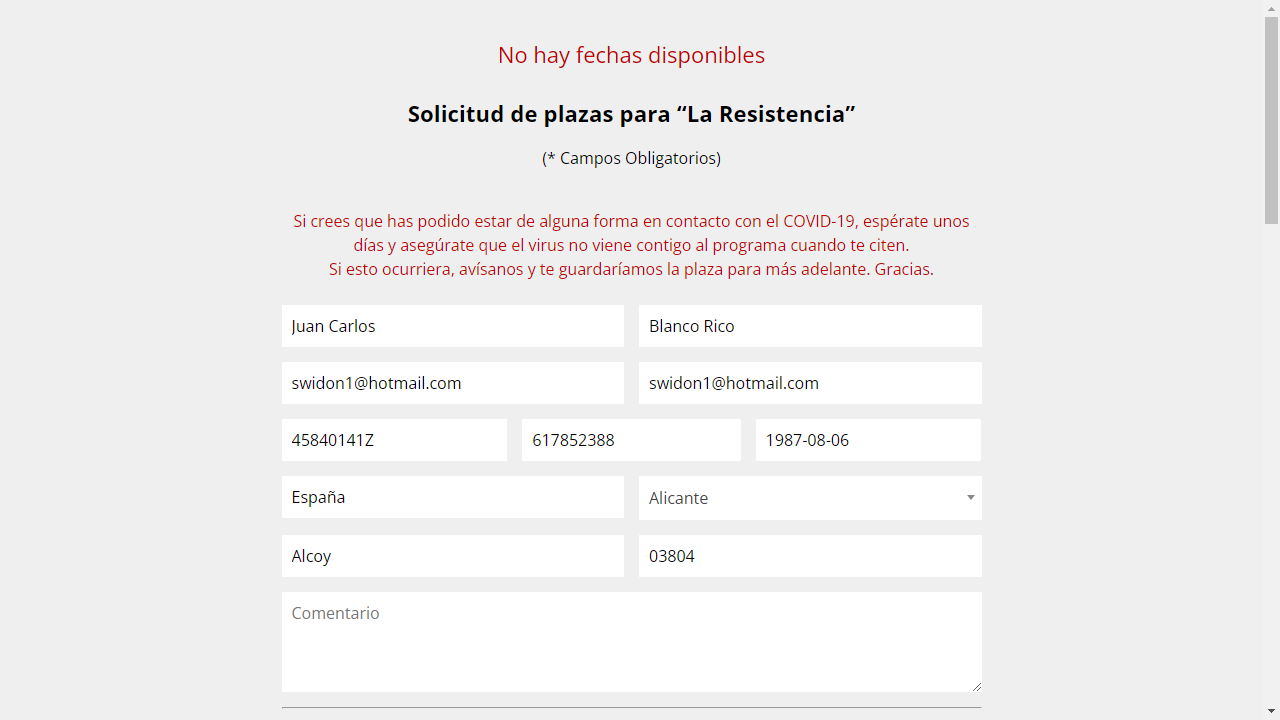 No hay fechas disponibles
Solicitud de plazas para “La Resistencia”
(* Campos Obligatorios)
Si crees que has podido estar de alguna forma en contacto con el COVID-19, espérate unos
días y asegúrate que el virus no viene contigo al programa cuando te citen.
Si esto ocurriera, avísanos y te guardaríamos la plaza para más adelante. Gracias.
Juan Carlos
Blanco Rico
swidon1@hotmail.com
swidon1@hotmail.com
45840141Z
617852388
1987-08-06
España
Alicante
Alcoy
03804
Comentario